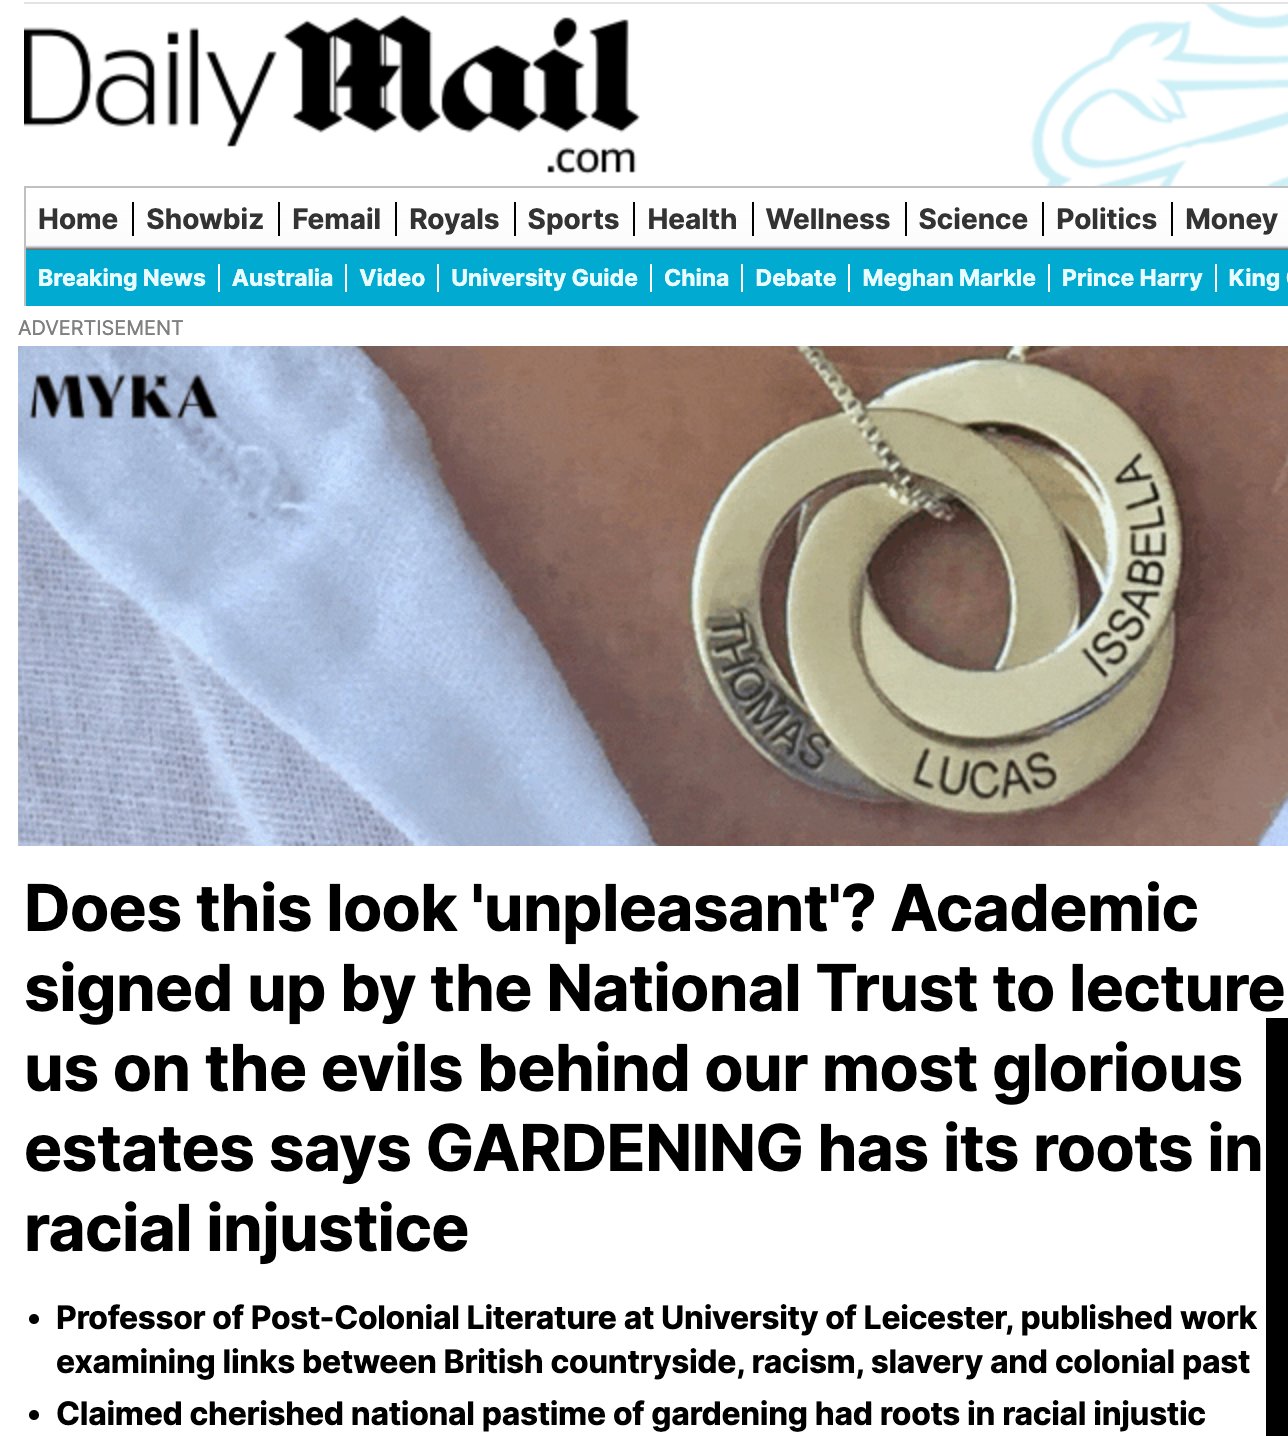 Daily Mail
.com
Home | Showbiz | Femail | Royals | Sports | Health | Wellness | Science | Politics | Money
Breaking News | Australia | Video | University Guide | China | Debate | Meghan Markle | Prince Harry | King
ADVERTISEMENT
MYKA
ISSABELLA
THOMAS
LUCAS
Does this look 'unpleasant'? Academic
signed up by the National Trust to lecture
us on the evils behind our most glorious
estates says GARDENING has its roots in
racial injustice
• Professor of Post-Colonial Literature at University of Leicester, published work
examining links between British countryside, racism, slavery and colonial past
• Claimed cherished national pastime of gardening had roots in racial injustic